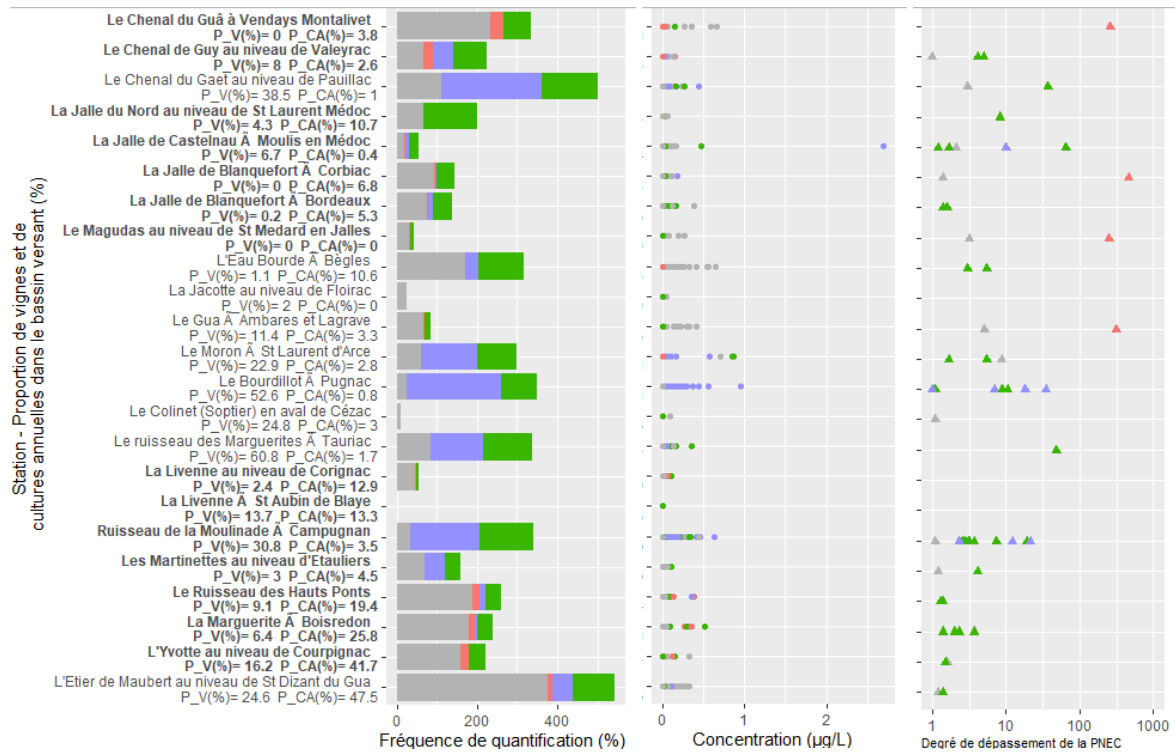 Station - Proportion de vignes et de
cultures annuelles dans le bassin versant (%)
Le Chenal du Guâ à Vendays Montalivet
P_V(%)= 0 P_CA(%)= 3.8
Le Chenal de Guy au niveau de Valeyrac
P_V(%)= 8 P_CA(%)= 2.6
Le Chenal du Gaet au niveau de Pauillac
P_V(%)= 38.5 P_CA(%)= 1
La Jalle du Nord au niveau de St Laurent Médoc
P_V(%)= 4.3 P_CA(%)= 10.7
La Jalle de Castelnau Ã Moulis en Médoc
P_V(%)= 6.7 P_CA(%)= 0.4
La Jalle de Blanquefort Ã Corbiac
P_V(%)= 0 P_CA(%)= 6.8
La Jalle de Blanquefort Ã Bordeaux
P_V(%)= 0.2 P_CA(%)= 5.3
Le Magudas au niveau de St Medard en Jalles
P_V(%)= 0 P_CA(%)= 0
L'Eau Bourde Ã Bègles
P_V(%)= 1.1 P_CA(%)= 10.6
La Jacotte au niveau de Floirac
P_V(%)= 2 P_CA(%)= 0
Le Gua Ã Ambares et Lagrave
P_V(%)= 11.4 P_CA(%)= 3.3
Le Moron Ã St Laurent d'Arce
P_V(%)= 22.9 P_CA(%)= 2.8
Le Bourdillot Ã Pugnac
P_V(%)= 52.6 P_CA(%)= 0.8
Le Colinet (Soptier) en aval de Cézac
P_V(%)= 24.8 P_CA(%)= 3
Le ruisseau des Marguerites Ã Tauriac
P_V(%)= 60.8 P_CA(%)= 1.7
La Livenne au niveau de Corignac
P_V(%)= 2.4 P_CA(%)= 12.9
La Livenne Ã St Aubin de Blaye
P_V(%)= 13.7 P_CA(%)= 13.3
Ruisseau de la Moulinade Ã Campugnan
P_V(%)= 30.8 P_CA(%)= 3.5
Les Martinettes au niveau d'Etauliers
P_V(%)= 3 P_CA(%)= 4.5
Le Ruisseau des Hauts Ponts
P_V(%)= 9.1 P_CA(%)= 19.4
La Marguerite Ã Boisredon
P_V(%)= 6.4 P_CA(%)= 25.8
L'Yvotte au niveau de Courpignac
P_V(%)= 16.2 P_CA(%)= 41.7
L'Etier de Maubert au niveau de St Dizant du Gua
P_V(%)= 24.6 P_CA(%)= 47.5
0 200 400
Fréquence de quantification (%)
0 1 2
Concentration (µg/L)
1 10 100 1000
Degré de dépassement de la PNEC